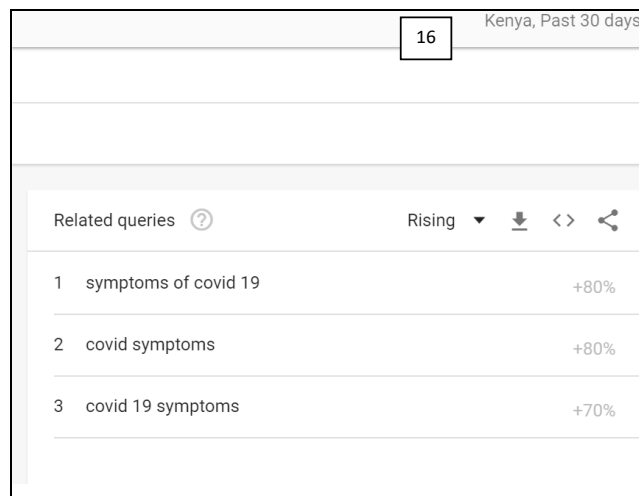 Kenya, Past 30 days
16
Related queries ?
Rising
1 symptoms of covid 19 +80%
2 covid symptoms +80%
3 covid 19 symptoms +70%